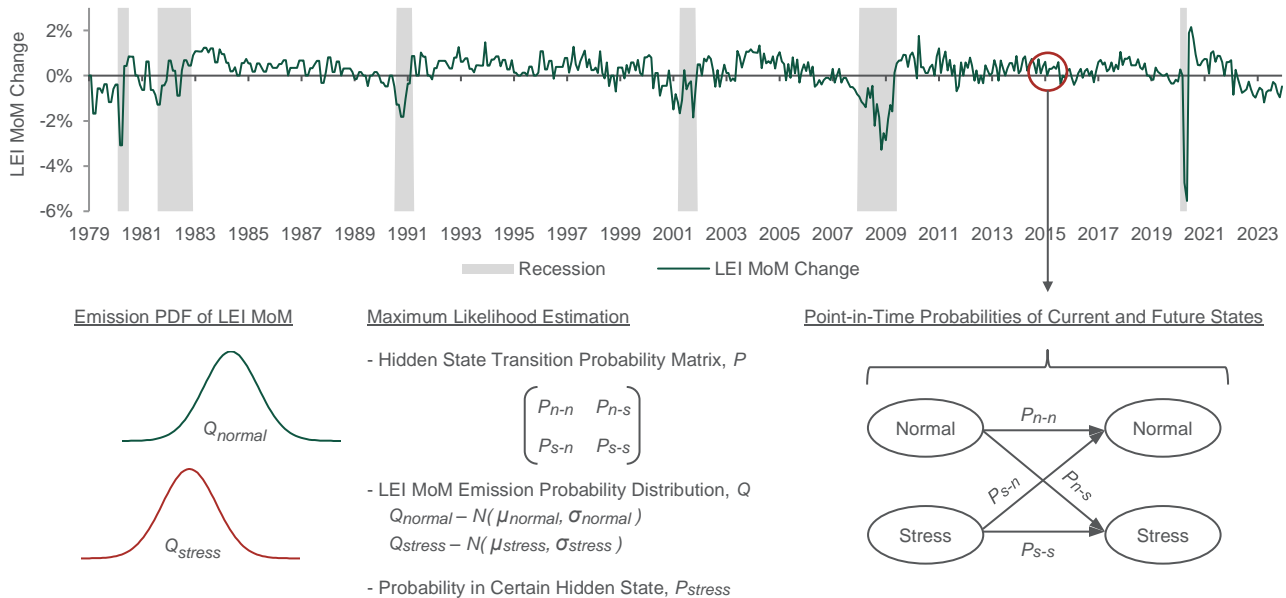 LEI MoM Change
2%
0%
-2%
-4%
-6%
1979 1981 1983 1985 1987 1989 1991 1993 1995 1997 1999 2001 2003 2005 2007 2009 2011 2013 2015 2017 2019 2021 2023
Recession LEI MoM Change
Emission PDF of LEI MoM
Qnormal
Qstress
Maximum Likelihood Estimation
- Hidden State Transition Probability Matrix, P
Pn-n Pn-s
Ps-n Ps-s
- LEI MoM Emission Probability Distribution, Q
Qnormal – N( μnormal, σnormal )
Qstress – N( μstress, σstress )
- Probability in Certain Hidden State, Pstress
Point-in-Time Probabilities of Current and Future States
Normal Pn-n Normal
Ps-n Pn-s
Stress Ps-s Stress